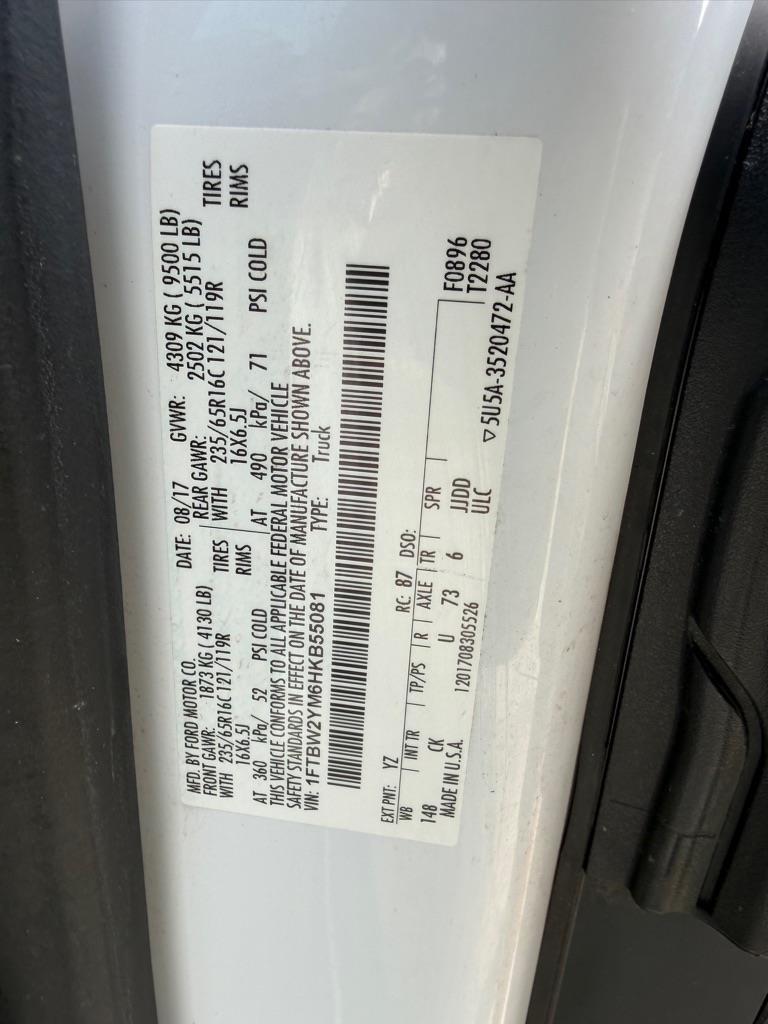 MFD. BY FORD MOTOR CO.
DATE: 08/17 GVWR: 4309 KG ( 9500 LB)
FRONT GAWR: 1873 KG ( 4130 LB) REAR GAWR: 2502 KG ( 5515 LB)
WITH 235/65R16C 121/119R TIRES WITH 235/65R16C 121/119R TIRES
16X6.5J RIMS 16X6.5J RIMS
AT 360 kPa/ 52 PSI COLD AT 490 kPa/ 71 PSI COLD
THIS VEHICLE CONFORMS TO ALL APPLICABLE FEDERAL MOTOR VEHICLE
SAFETY STANDARDS IN EFFECT ON THE DATE OF MANUFACTURE SHOWN ABOVE.
VIN: 1FTBW2YM6HKB55081 TYPE: Truck
EXT PNT: YZ RC: 87 DSO:
WB INT TR TP/PS R AXLE TR SPR F0896
148 CK U 73 6 JJDD T2280
MADE IN U.S.A. 1201708305526 ULC
▽5U5A-3520472-AA